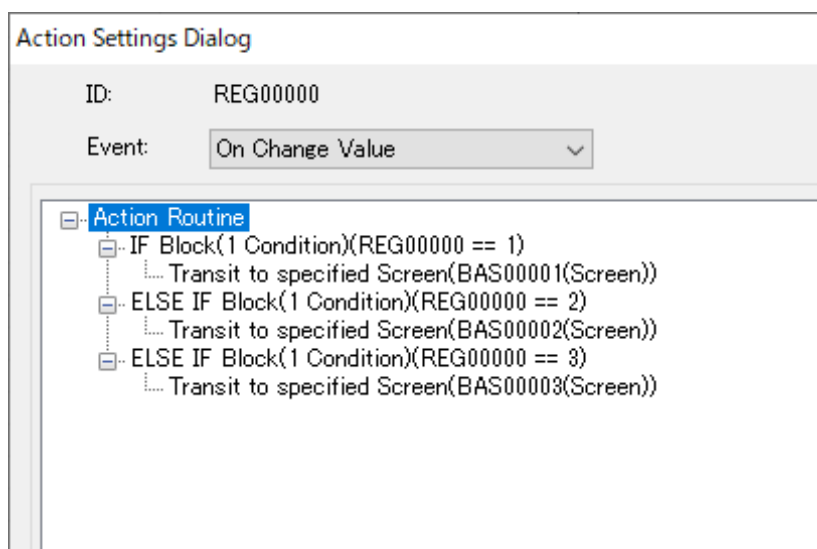 Action Settings Dialog
ID: REG00000
Event: On Change Value
Action Routine
IF Block(1 Condition)(REG00000 == 1)
Transit to specified Screen(BAS00001(Screen))
ELSE IF Block(1 Condition)(REG00000 == 2)
Transit to specified Screen(BAS00002(Screen))
ELSE IF Block(1 Condition)(REG00000 == 3)
Transit to specified Screen(BAS00003(Screen))